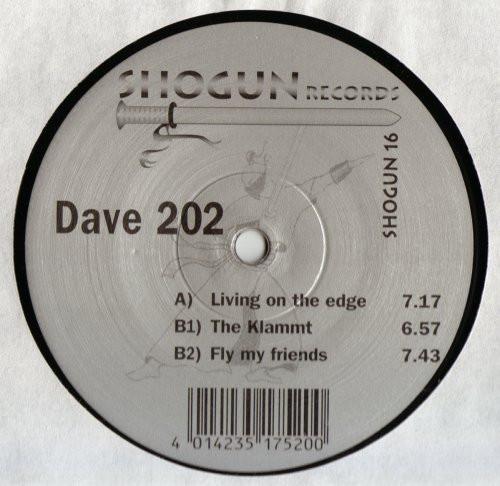 SHOGUN RECORDS
SHOGUN 16
Dave 202
A) Living on the edge 7.17
B1) The Klammt 6.57
B2) Fly my friends 7.43
4 014235 175200